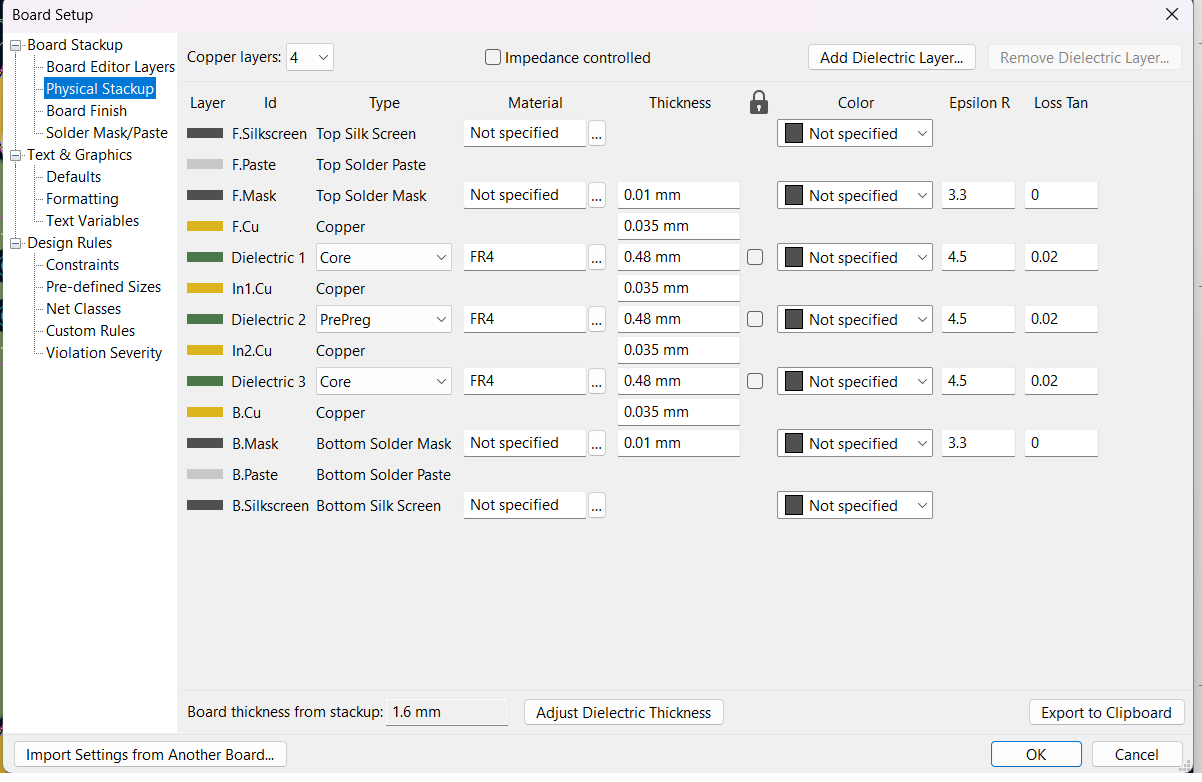 Board Setup
Board Stackup
Board Editor Layers
Physical Stackup
Board Finish
Solder Mask/Paste
Text & Graphics
Defaults
Formatting
Text Variables
Design Rules
Constraints
Pre-defined Sizes
Net Classes
Custom Rules
Violation Severity
Copper layers: 4 Impedance controlled Add Dielectric Layer... Remove Dielectric Layer...
Layer Id Type Material Thickness Color Epsilon R Loss Tan
F.Silkscreen Top Silk Screen Not specified ... Not specified
F.Paste Top Solder Paste
F.Mask Top Solder Mask Not specified ... 0.01 mm Not specified 3.3 0
F.Cu Copper 0.035 mm
Dielectric 1 Core FR4 ... 0.48 mm Not specified 4.5 0.02
In1.Cu Copper 0.035 mm
Dielectric 2 PrePreg FR4 ... 0.48 mm Not specified 4.5 0.02
In2.Cu Copper 0.035 mm
Dielectric 3 Core FR4 ... 0.48 mm Not specified 4.5 0.02
B.Cu Copper 0.035 mm
B.Mask Bottom Solder Mask Not specified ... 0.01 mm Not specified 3.3 0
B.Paste Bottom Solder Paste
B.Silkscreen Bottom Silk Screen Not specified ... Not specified
Board thickness from stackup: 1.6 mm Adjust Dielectric Thickness Export to Clipboard
Import Settings from Another Board... OK Cancel